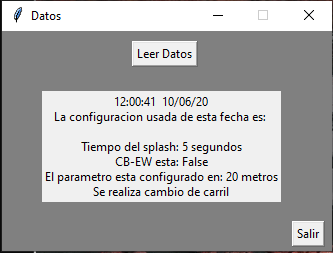 Datos
Leer Datos
12:00:41 10/06/20
La configuracion usada de esta fecha es:
Tiempo del splash: 5 segundos
CB-EW esta: False
El parametro esta configurado en: 20 metros
Se realiza cambio de carril
Salir